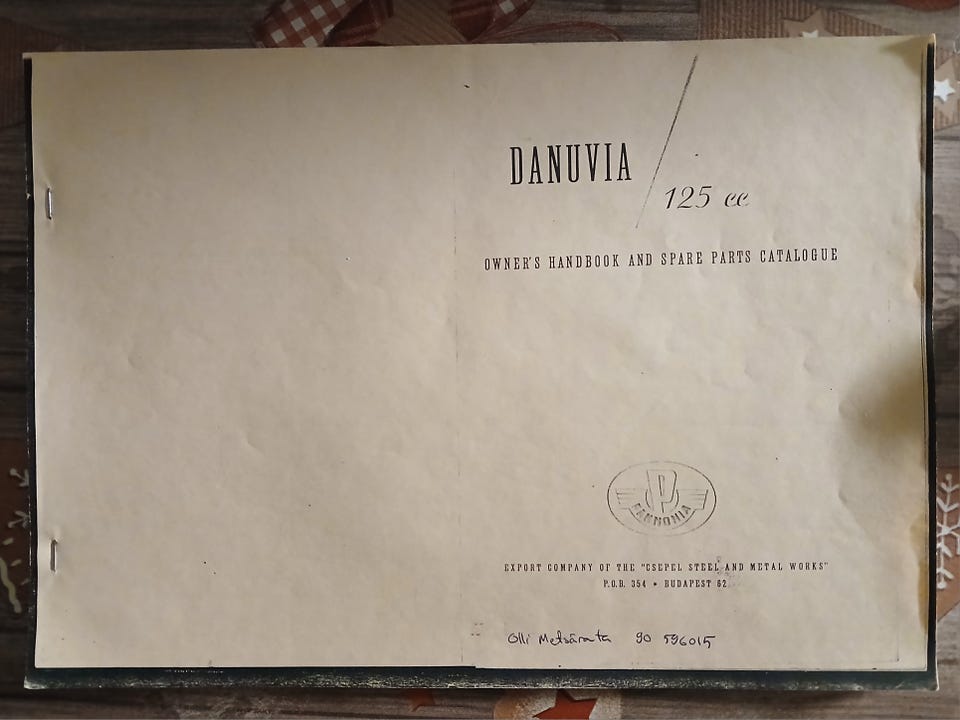 DANUVIA
125 cc
OWNER'S HANDBOOK AND SPARE PARTS CATALOGUE
P
PANNONIA
EXPORT COMPANY OF THE "CSEPEL STEEL AND METAL WORKS"
P.O.B. 354 • BUDAPEST 62
Olli Metsäranta 90 596015